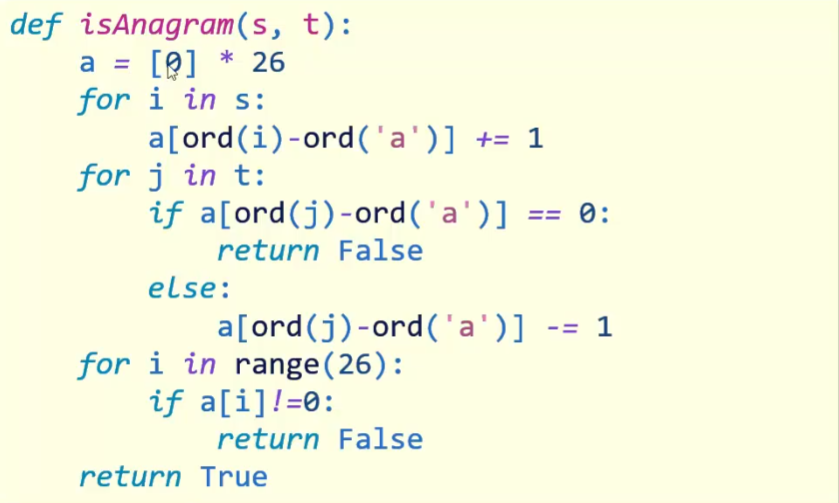 def isAnagram(s, t):
    a = [0] * 26
    for i in s:
        a[ord(i)-ord('a')] += 1
    for j in t:
        if a[ord(j)-ord('a')] == 0:
            return False
        else:
            a[ord(j)-ord('a')] -= 1
    for i in range(26):
        if a[i]!=0:
            return False
    return True